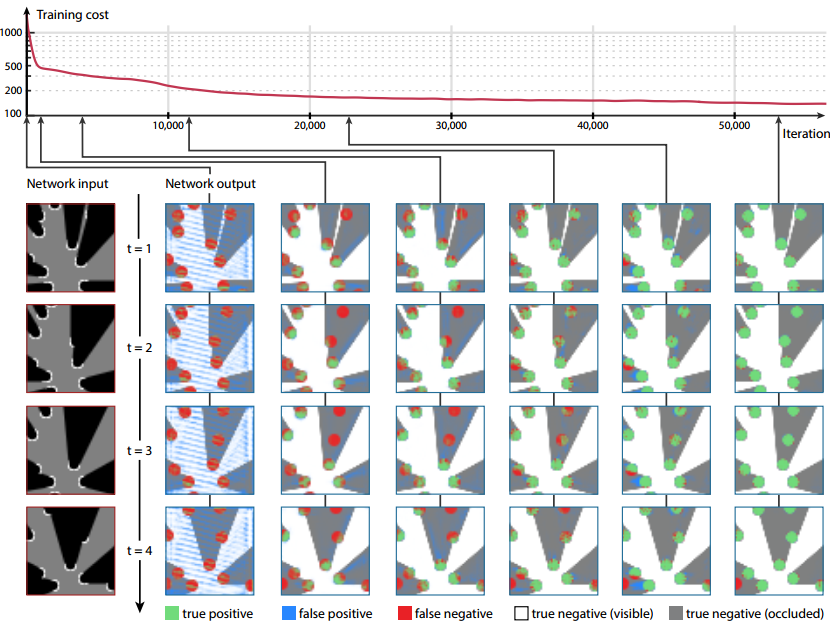 Training cost
1000
500
200
100
10,000 20,000 30,000 40,000 50,000
Iteration
Network input Network output
t = 1
t = 2
t = 3
t = 4
true positive false positive false negative true negative (visible) true negative (occluded)